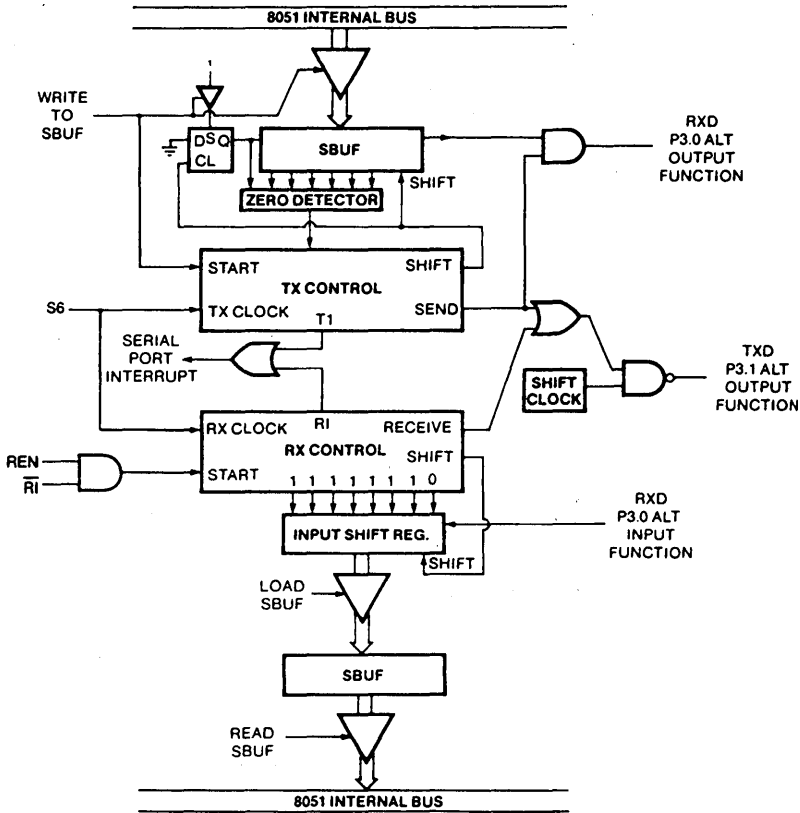 8051 INTERNAL BUS
1
WRITE
TO
SBUF
D S Q
CL
SBUF
SHIFT
ZERO DETECTOR
RXD
P3.0 ALT
OUTPUT
FUNCTION
START
SHIFT
TX CONTROL
S6
TX CLOCK
SEND
T1
SERIAL
PORT
INTERRUPT
SHIFT
CLOCK
TXD
P3.1 ALT
OUTPUT
FUNCTION
RI
RX CLOCK
RECEIVE
RX CONTROL
SHIFT
REN
RI
START
1 1 1 1 1 1 1 0
INPUT SHIFT REG.
RXD
P3.0 ALT
INPUT
FUNCTION
SHIFT
LOAD
SBUF
SBUF
READ
SBUF
8051 INTERNAL BUS